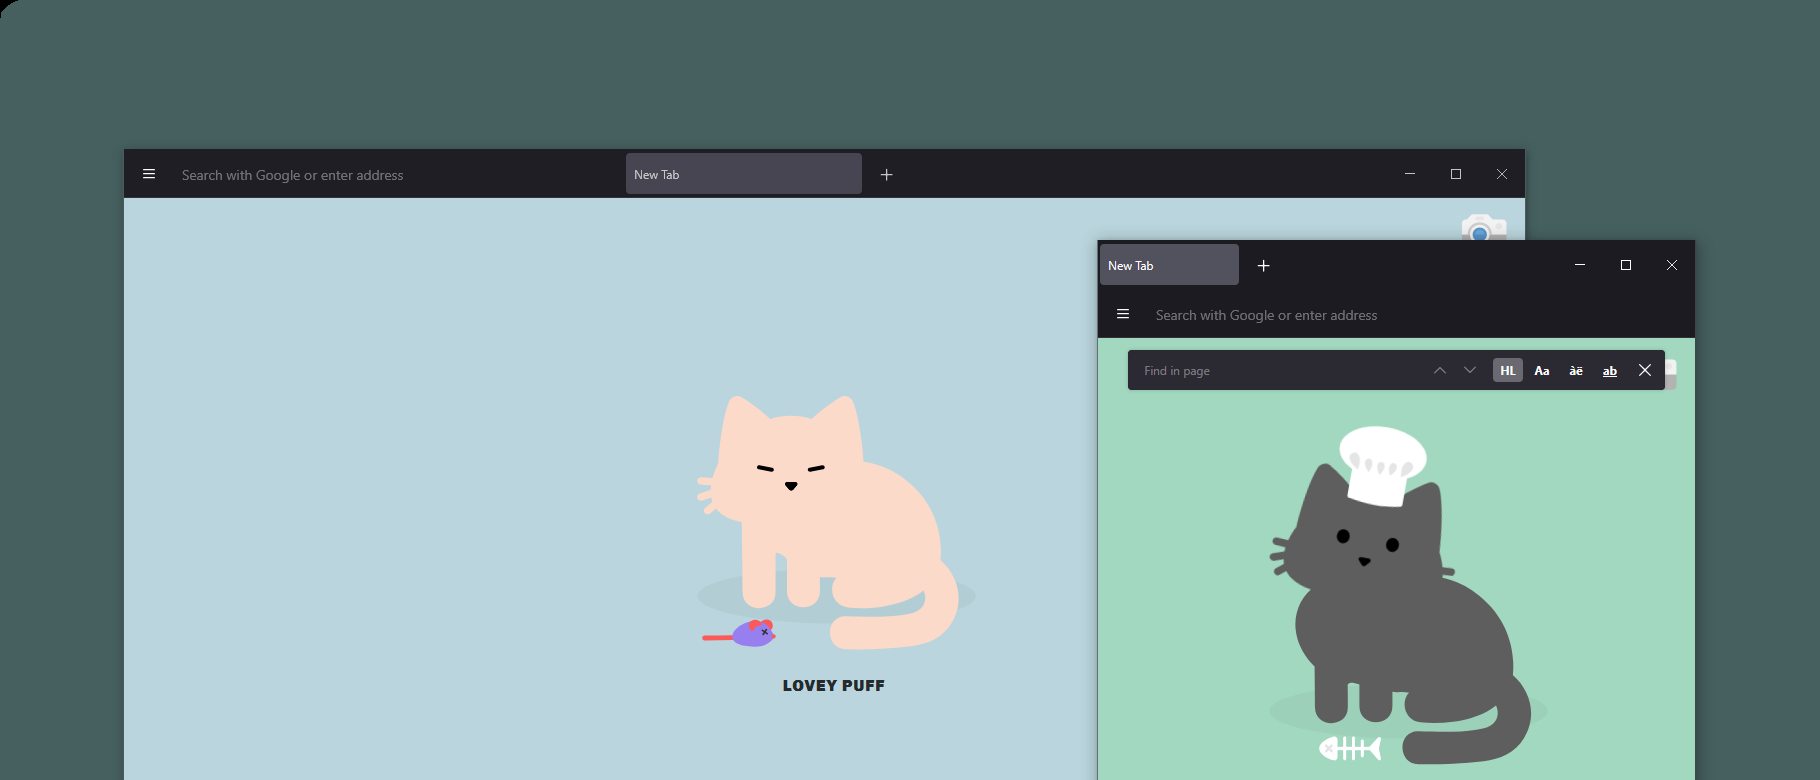 Search with Google or enter address
New Tab
New Tab
Search with Google or enter address
Find in page
HL
Aa
àë
ab
LOVEY PUFF